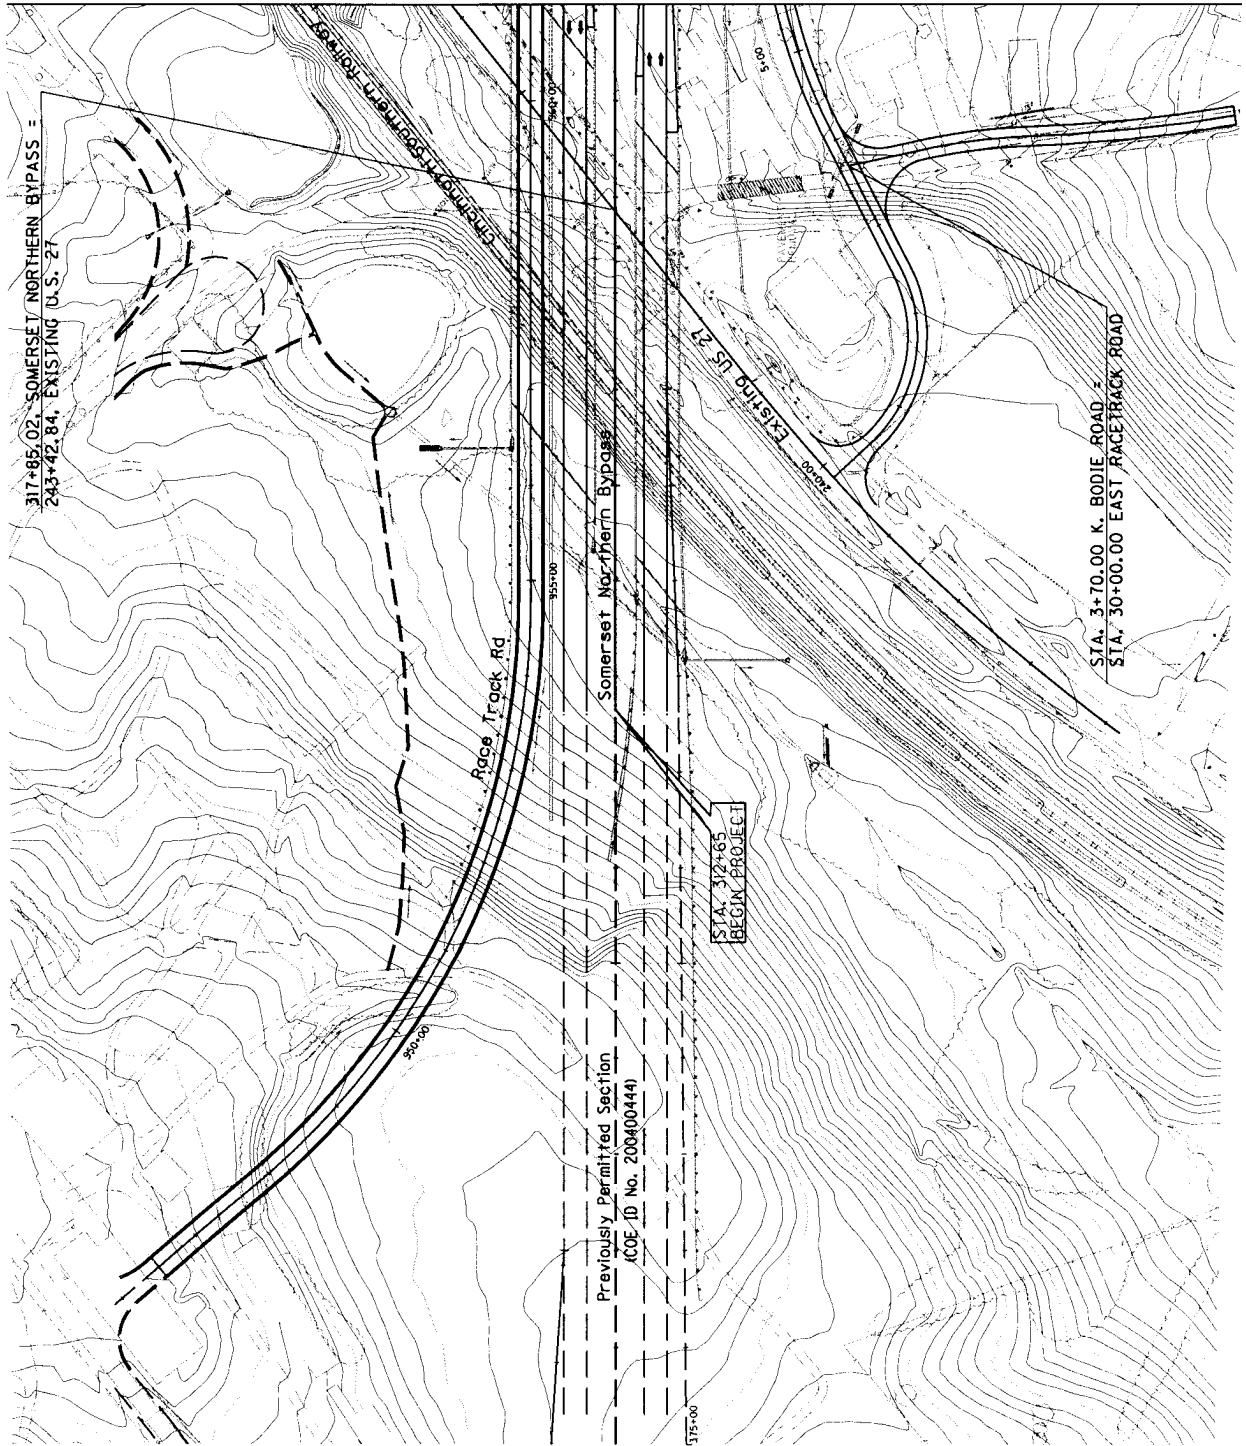 317+85.02, SOMERSET NORTHERN BYPASS =
243+42.84, EXISTING U.S. 27
Cincinnati Southern Railway
960+00
5+00
Existing US 27
240+00
Somerset Northern Bypass
955+00
Race Track Rd
STA. 3+70.00 K. BODIE ROAD =
STA. 30+00.00 EAST RACETRACK ROAD
STA. 312+65
BEGIN PROJECT
950+00
Previously Permitted Section
(COE ID No. 200400444)
175+00